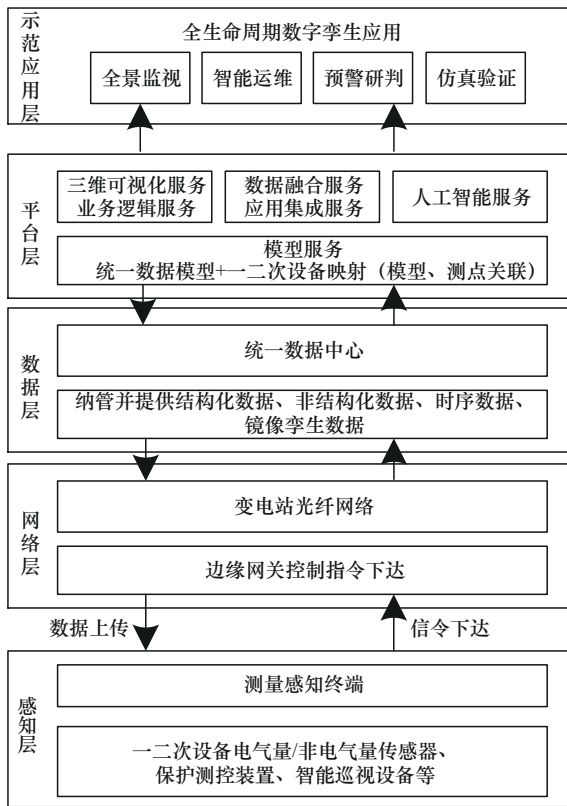 示范应用层
全生命周期数字孪生应用
全景监视
智能运维
预警研判
仿真验证
平台层
三维可视化服务
业务逻辑服务
数据融合服务
应用集成服务
人工智能服务
模型服务
统一数据模型+一二次设备映射（模型、测点关联）
数据层
统一数据中心
纳管并提供结构化数据、非结构化数据、时序数据、
镜像孪生数据
网络层
变电站光纤网络
边缘网关控制指令下达
数据上传
信令下达
感知层
测量感知终端
一二次设备电气量/非电气量传感器、
保护测控装置、智能巡视设备等